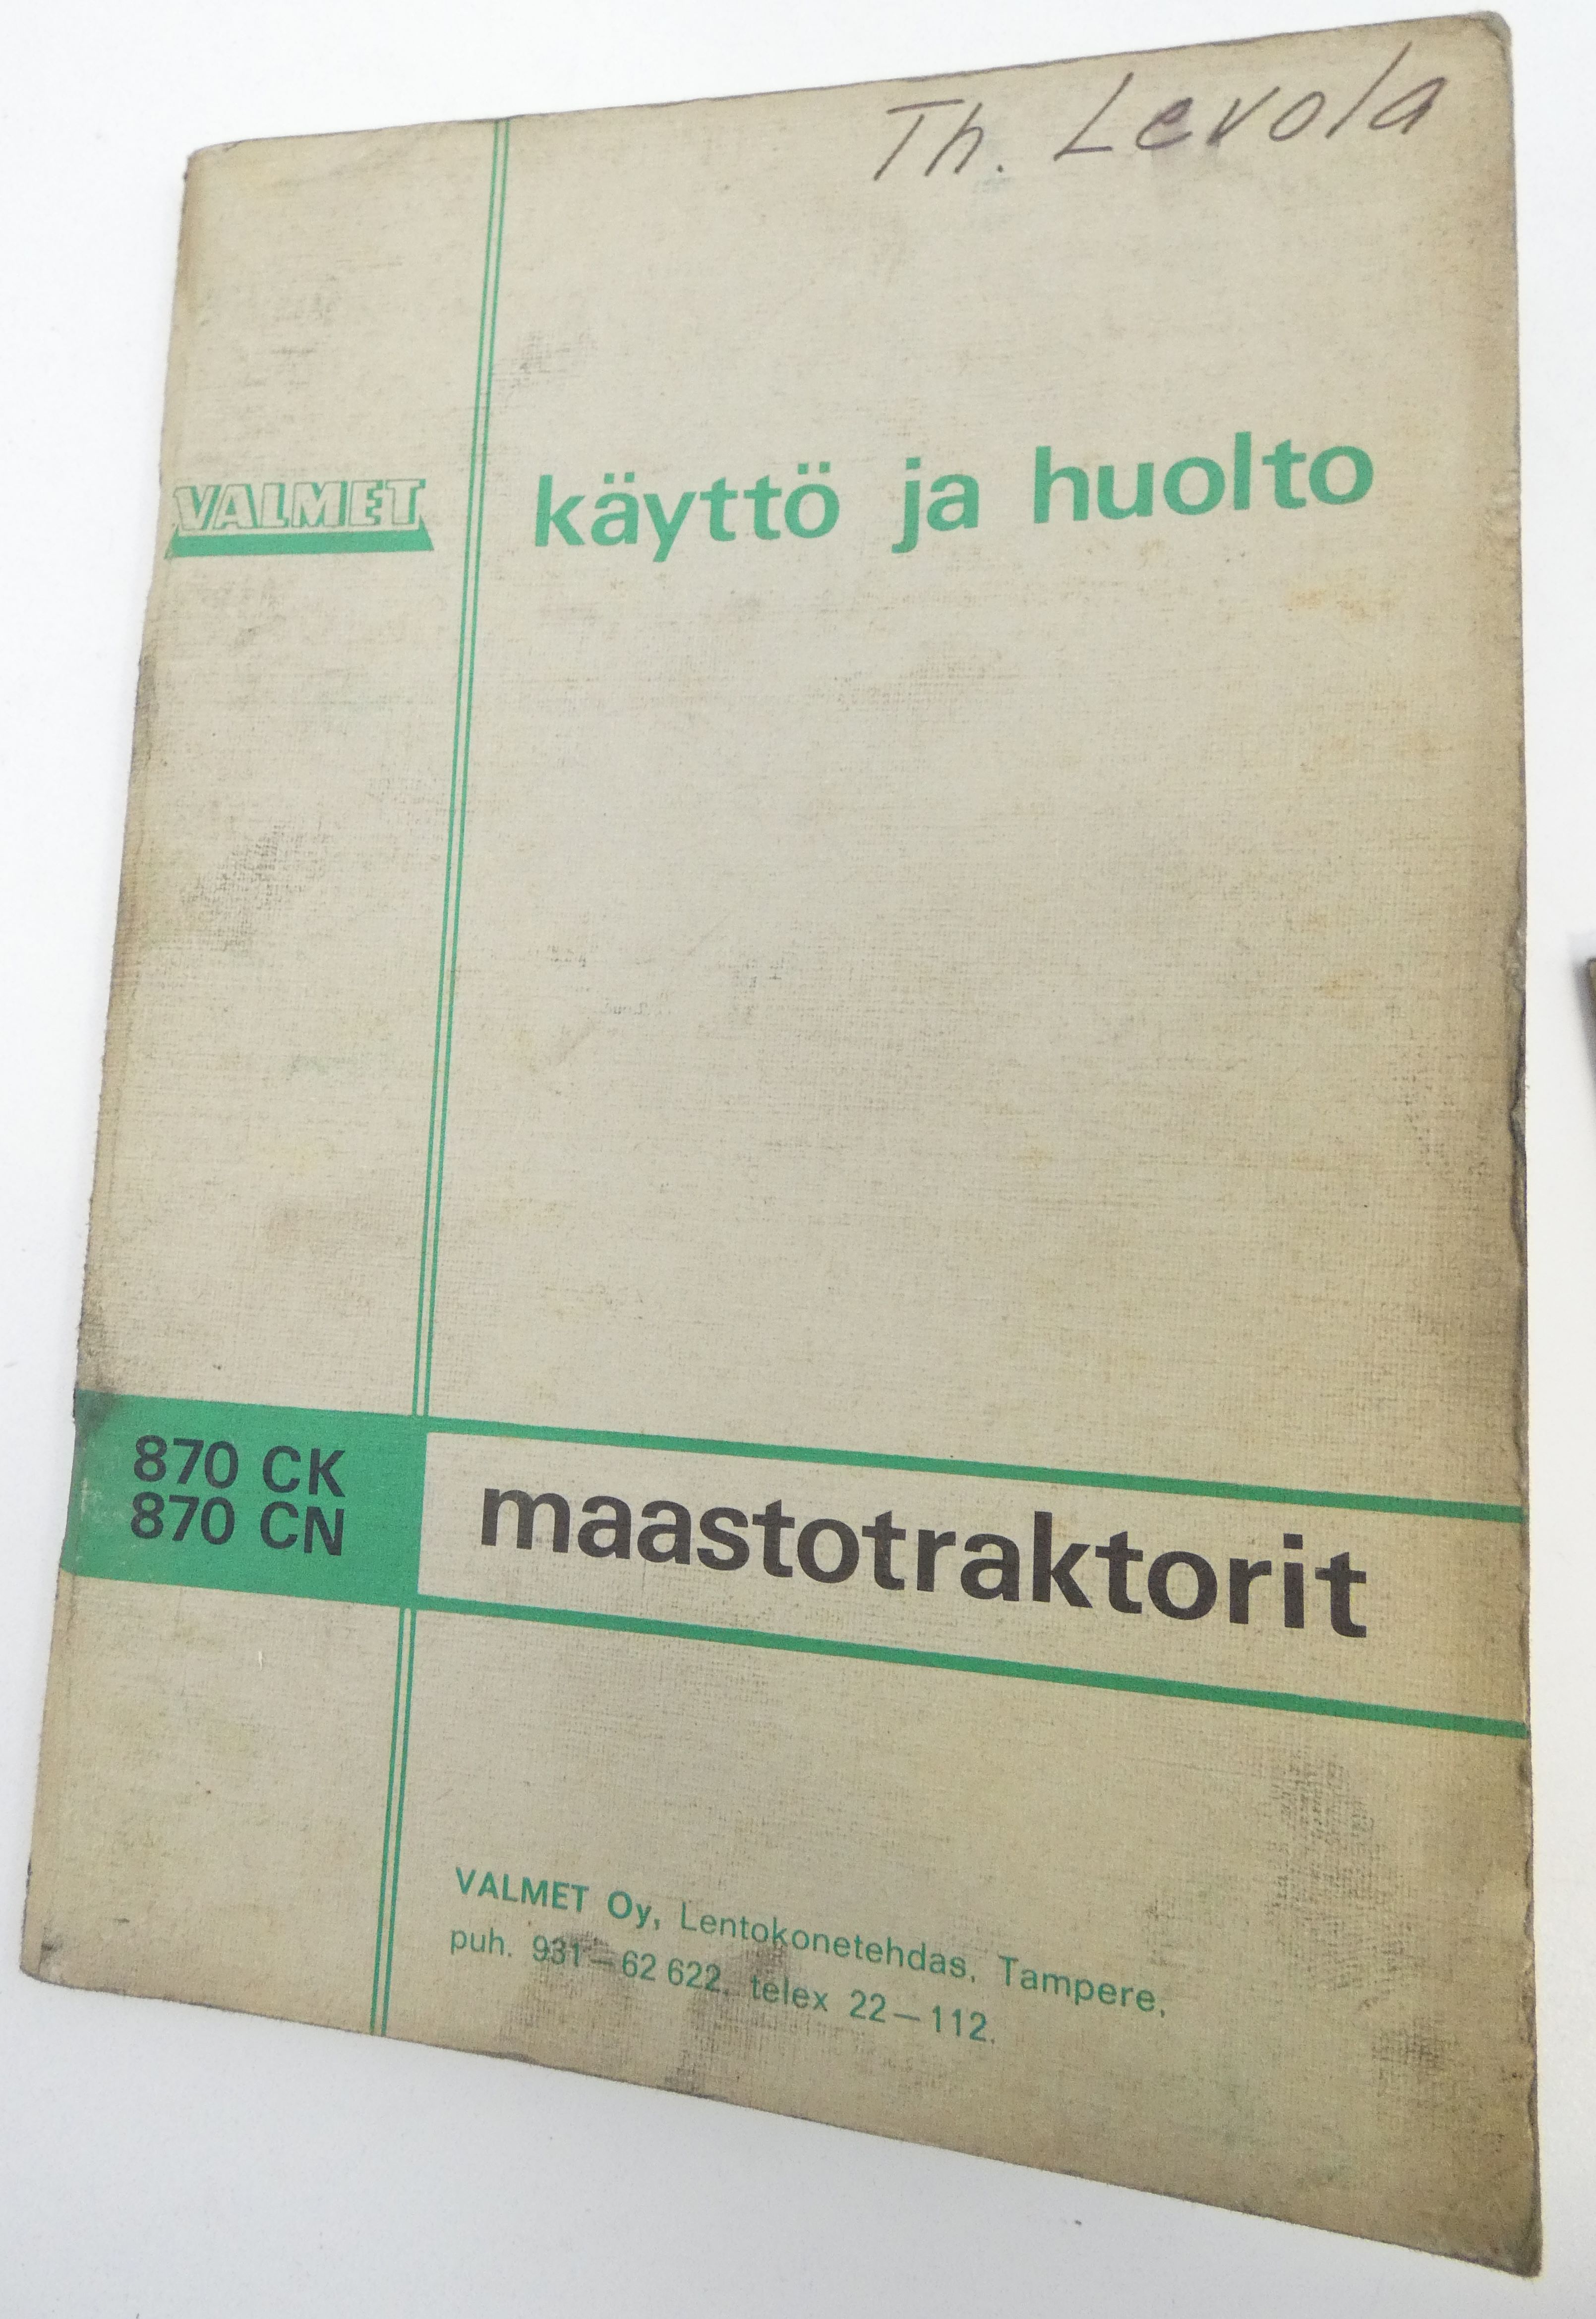 Th. Levola
VALMET
käyttö ja huolto
870 CK
870 CN
maastotraktorit
VALMET Oy, Lentokonetehdas, Tampere,
puh. 931–62 622, telex 22–112.